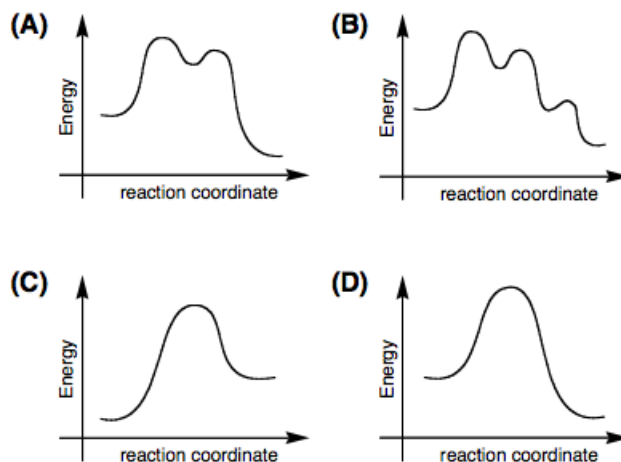 (A)
Energy
reaction coordinate
(B)
Energy
reaction coordinate
(C)
Energy
reaction coordinate
(D)
Energy
reaction coordinate